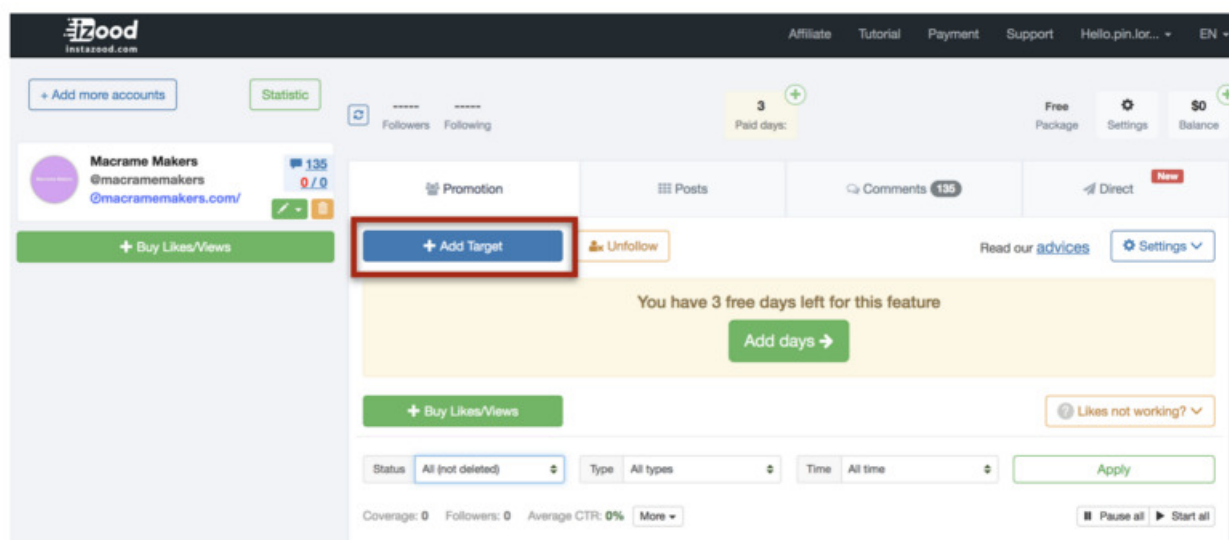 izood
instazood.com
Affiliate Tutorial Payment Support Hello.pin.lor... EN
+ Add more accounts Statistic
----- -----
Followers Following
3
Paid days:
Free
Package
Settings
$0
Balance
Macrame Makers
@macramemakers
macramemakers.com/
135
0 / 0
+ Buy Likes/Views
Promotion Posts Comments 135 Direct New
+ Add Target Unfollow Read our advices Settings
You have 3 free days left for this feature
Add days →
+ Buy Likes/Views ? Likes not working?
Status All (not deleted) Type All types Time All time Apply
Coverage: 0 Followers: 0 Average CTR: 0% More Pause all Start all